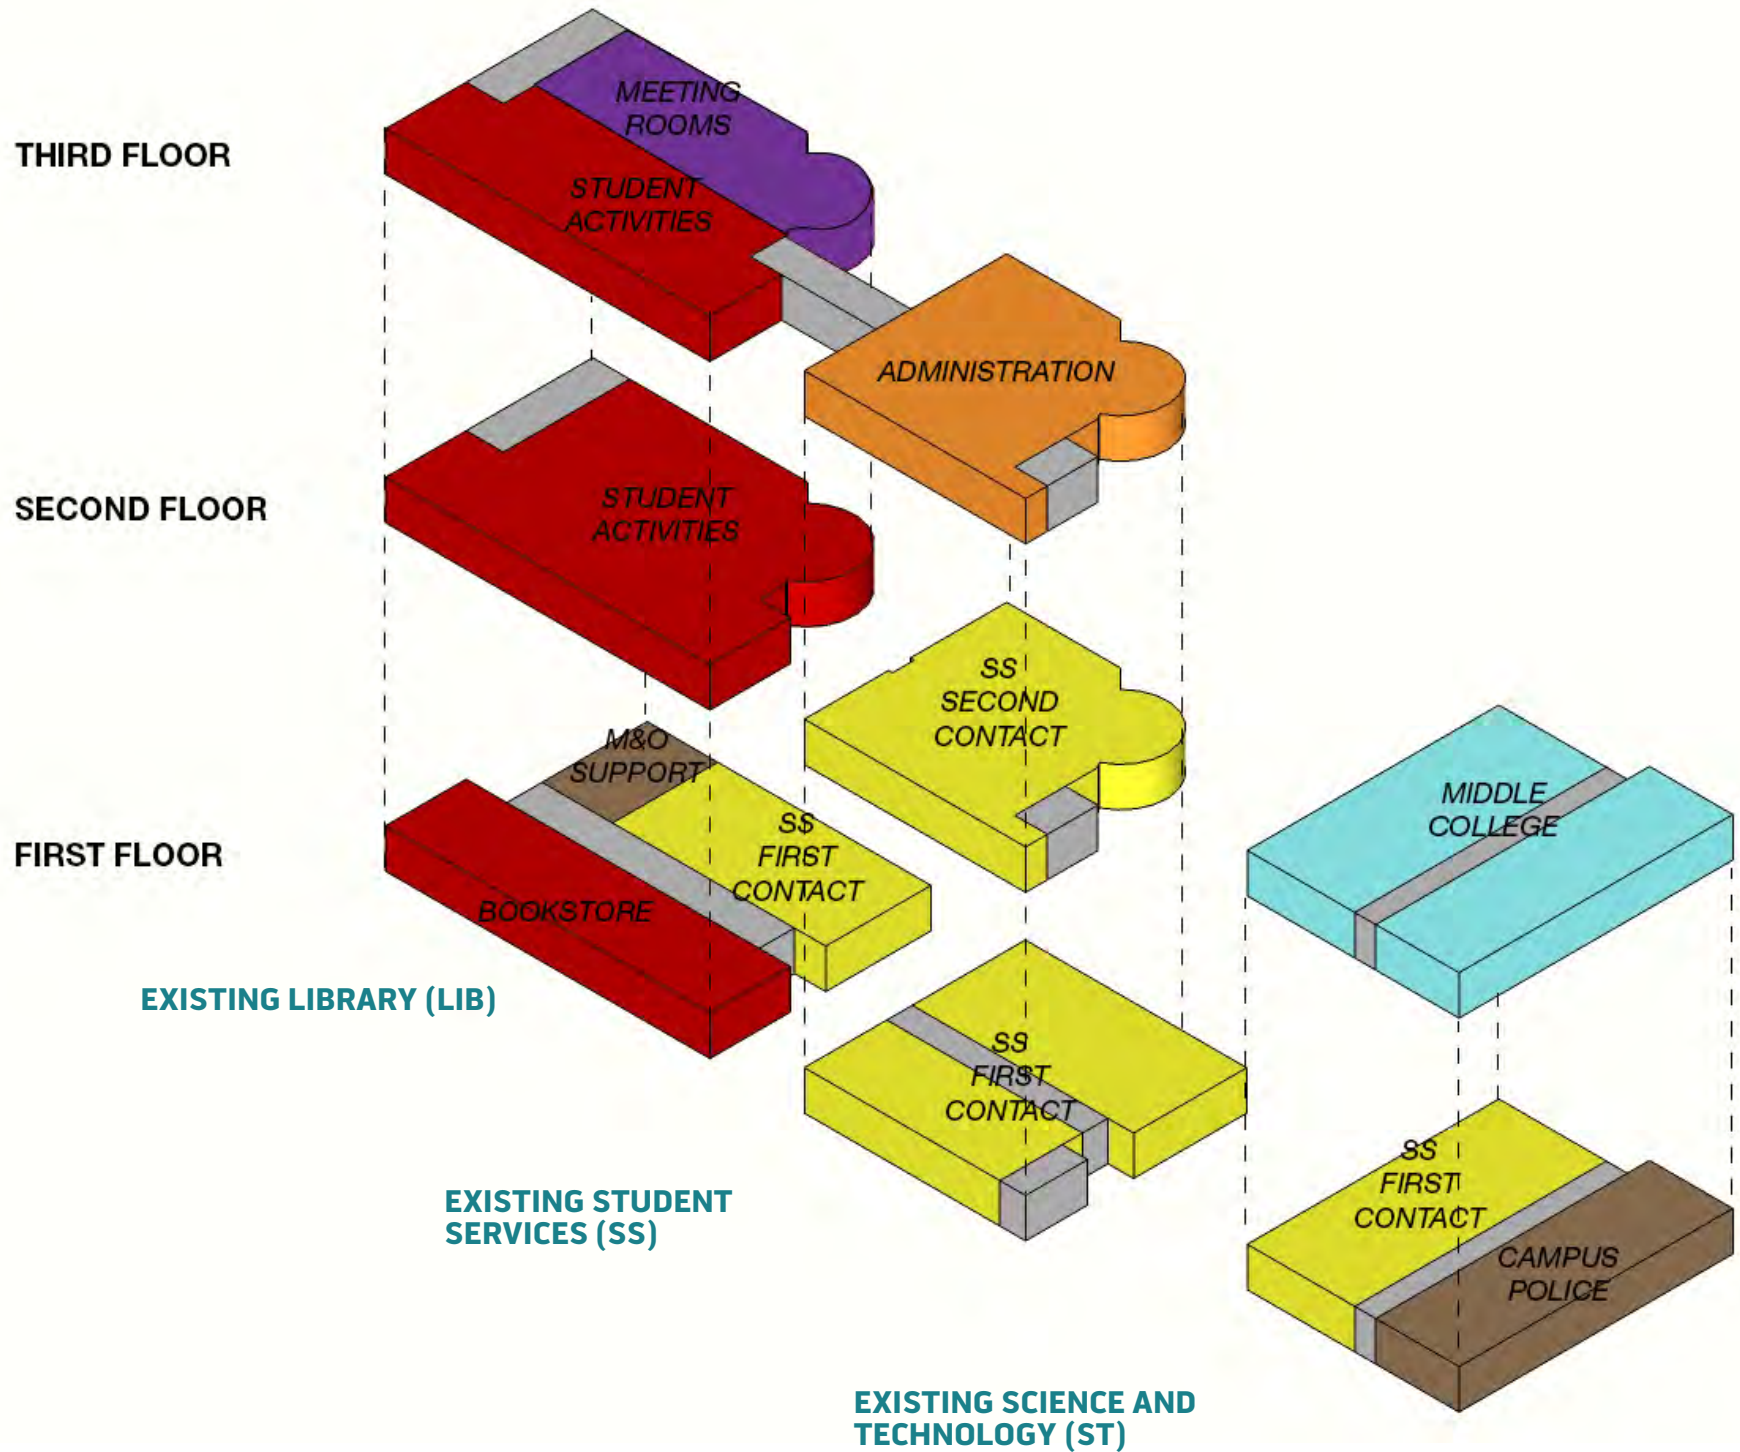 MEETING
ROOMS
THIRD FLOOR
STUDENT
ACTIVITIES
ADMINISTRATION
SECOND FLOOR
STUDENT
ACTIVITIES
SS
SECOND
CONTACT
M&O
SUPPORT
MIDDLE
COLLEGE
FIRST FLOOR
SS
FIRST
CONTACT
BOOKSTORE
EXISTING LIBRARY (LIB)
SS
FIRST
CONTACT
EXISTING STUDENT
SERVICES (SS)
SS
FIRST
CONTACT
CAMPUS
POLICE
EXISTING SCIENCE AND
TECHNOLOGY (ST)